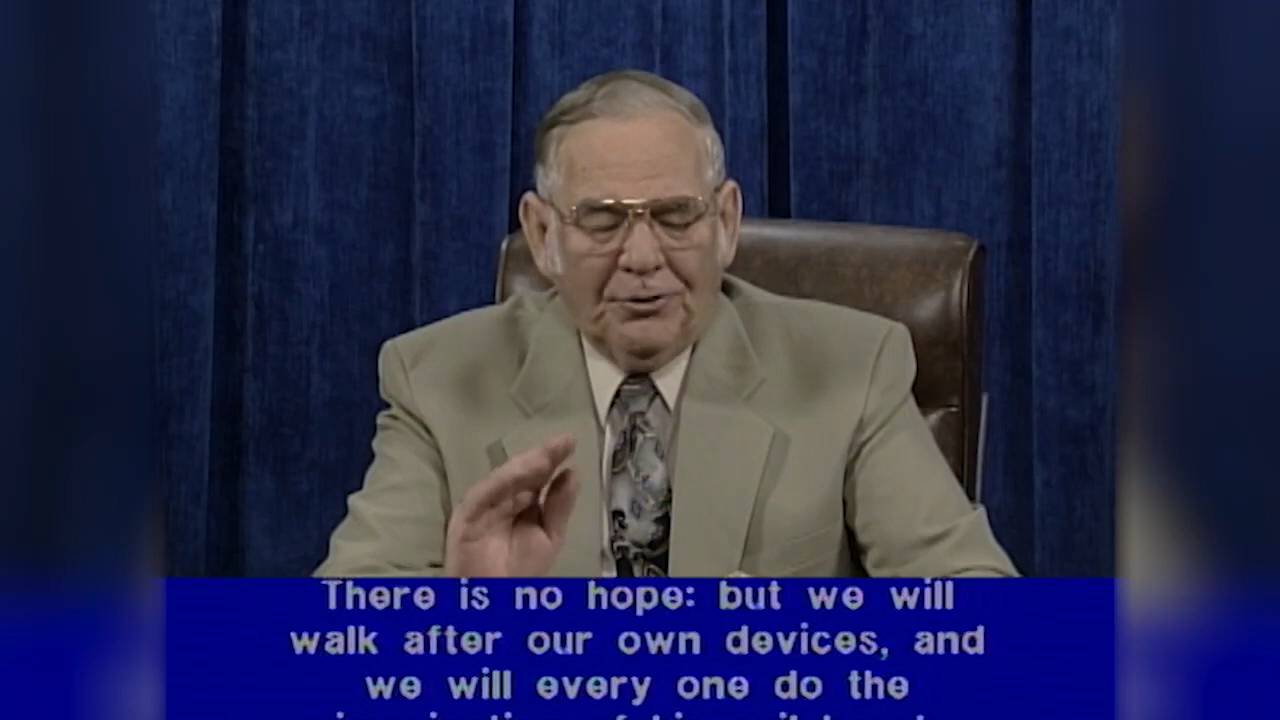 There is no hope: but we will
walk after our own devices, and
we will every one do the